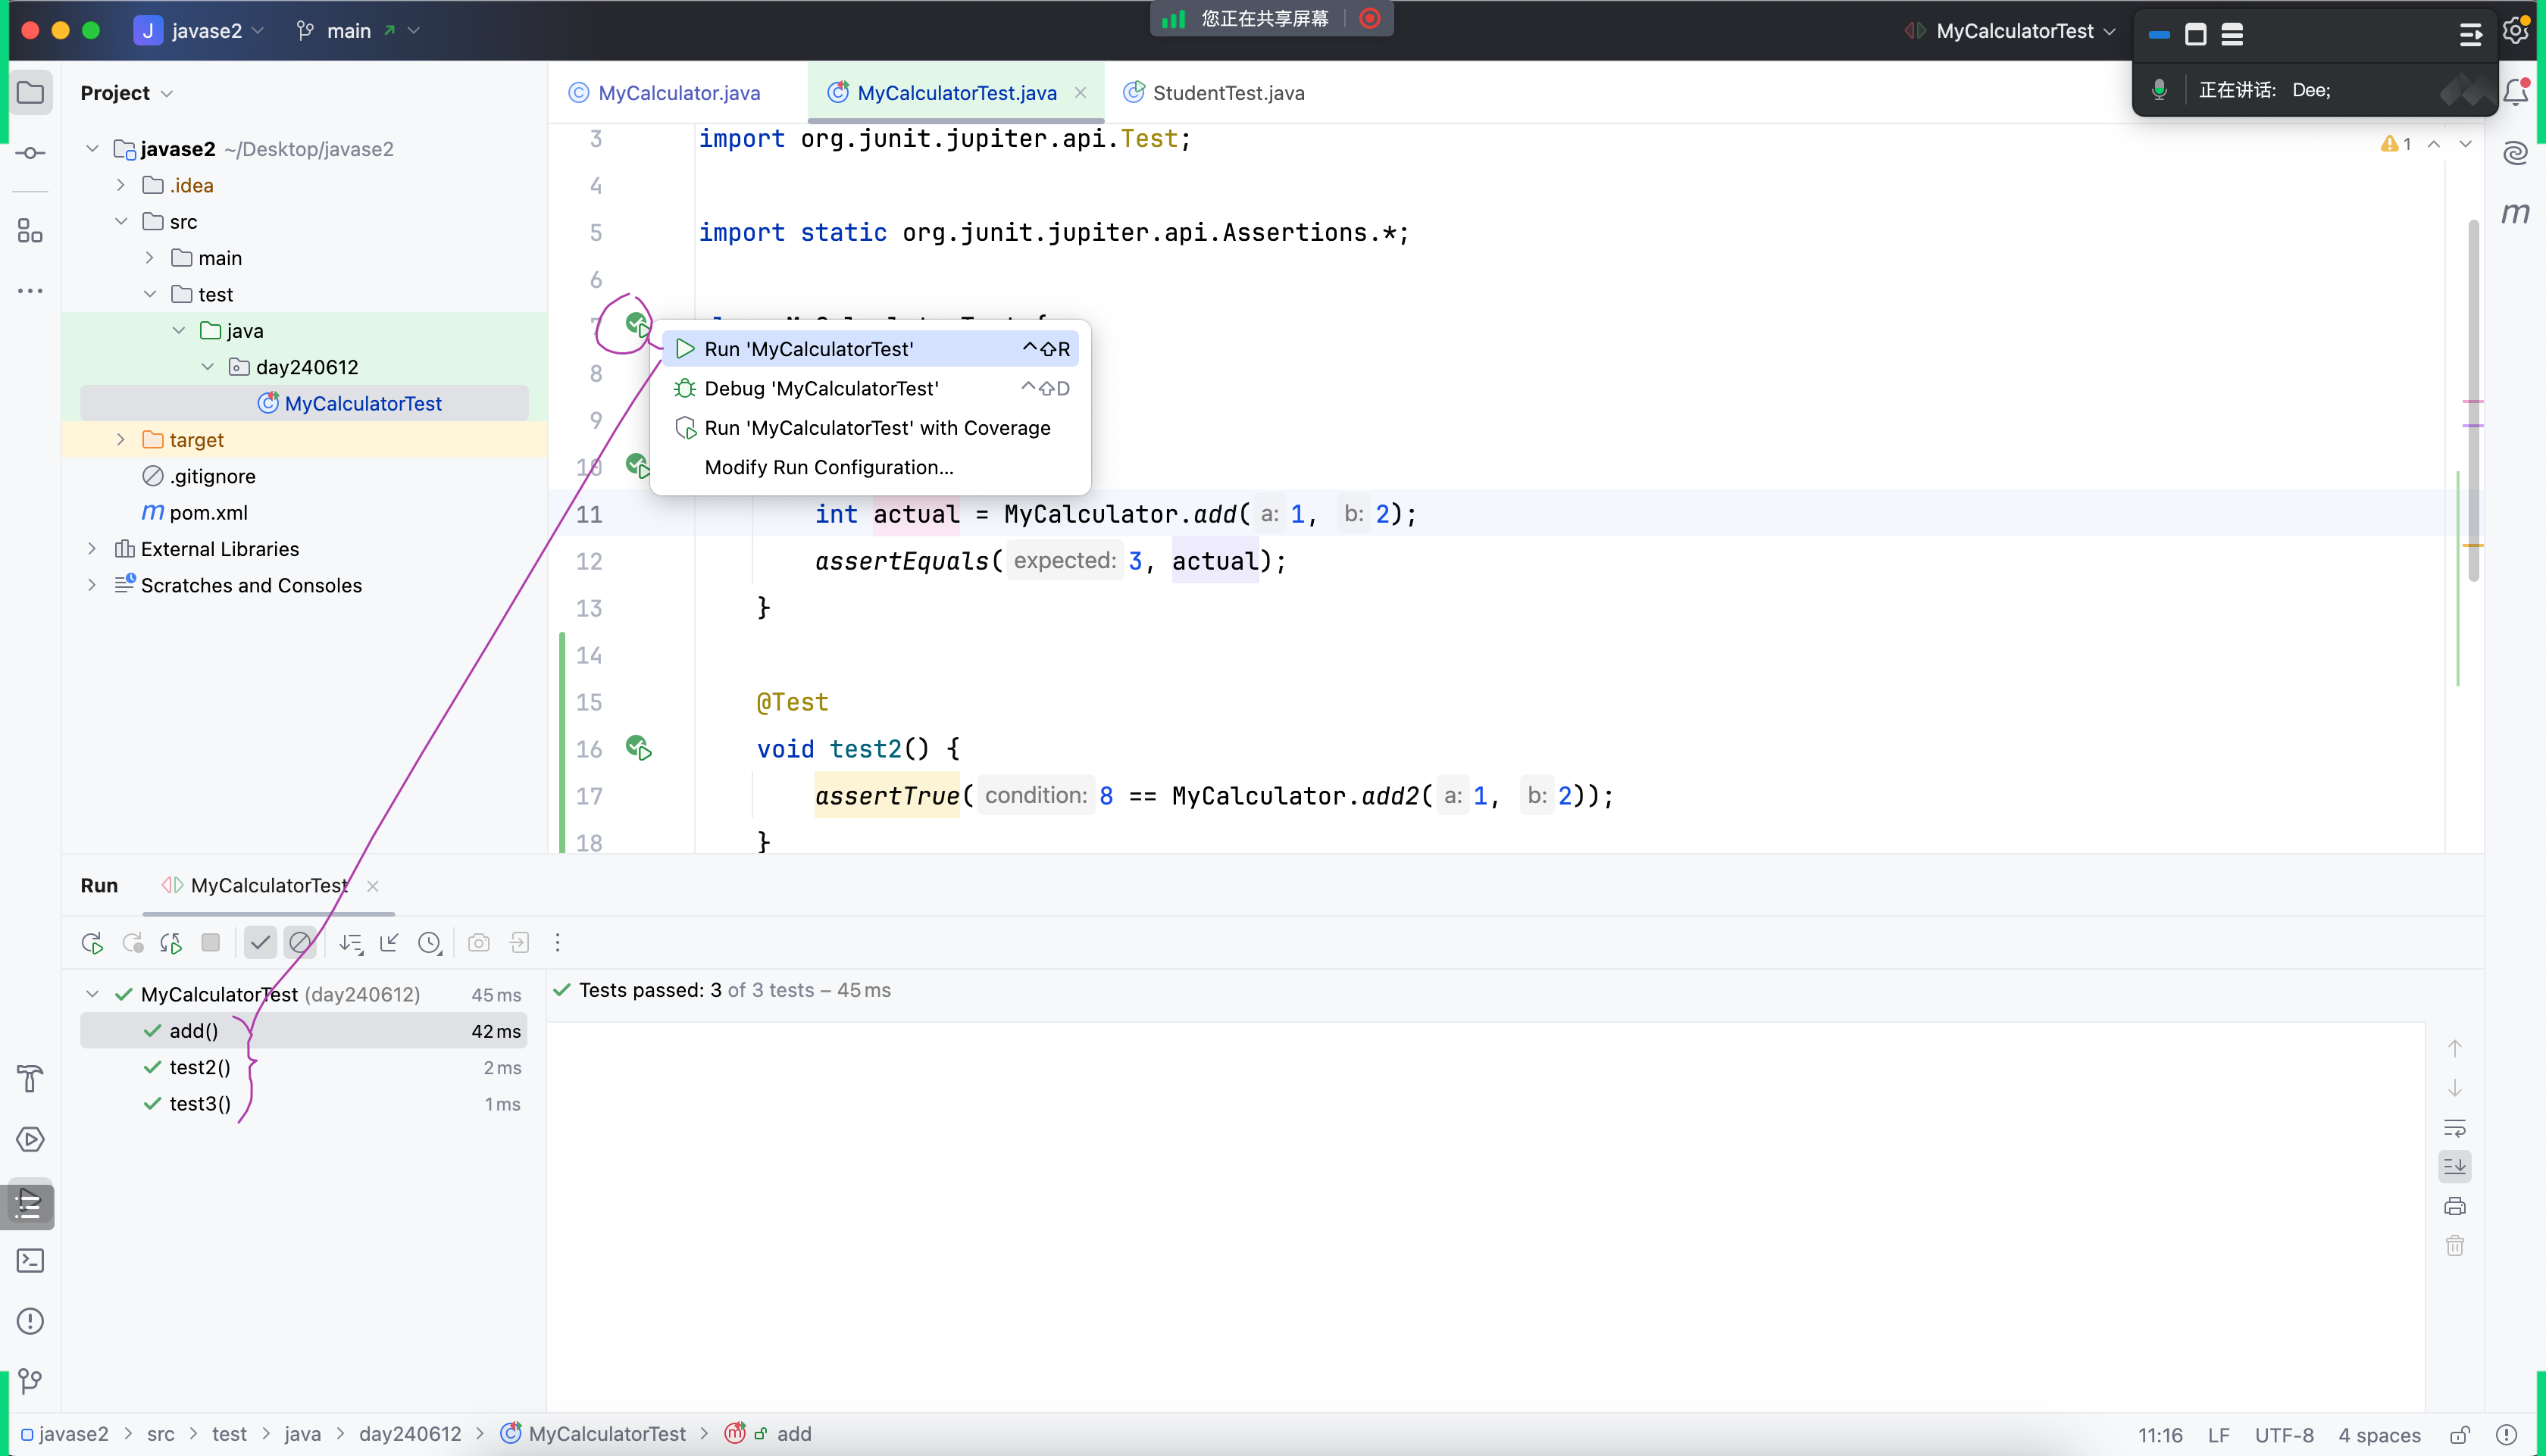 J javase2 main
您正在共享屏幕
MyCalculatorTest
正在讲话: Dee;
Project
MyCalculator.java MyCalculatorTest.java StudentTest.java
javase2 ~/Desktop/javase2
.idea
src
main
test
java
day240612
MyCalculatorTest
target
.gitignore
m pom.xml
External Libraries
Scratches and Consoles
1
3 import org.junit.jupiter.api.Test;
4
5 import static org.junit.jupiter.api.Assertions.*;
6
Run 'MyCalculatorTest' ^⇧R
8
Debug 'MyCalculatorTest' ^⇧D
9
Run 'MyCalculatorTest' with Coverage
10
Modify Run Configuration...
11 int actual = MyCalculator.add( a: 1, b: 2);
12 assertEquals( expected: 3, actual);
13 }
14
15 @Test
16 void test2() {
17 assertTrue( condition: 8 == MyCalculator.add2( a: 1, b: 2));
18 }
Run MyCalculatorTest
MyCalculatorTest (day240612) 45 ms
add() 42 ms
test2() 2 ms
test3() 1 ms
Tests passed: 3 of 3 tests – 45 ms
javase2 > src > test > java > day240612 > MyCalculatorTest > add
11:16 LF UTF-8 4 spaces